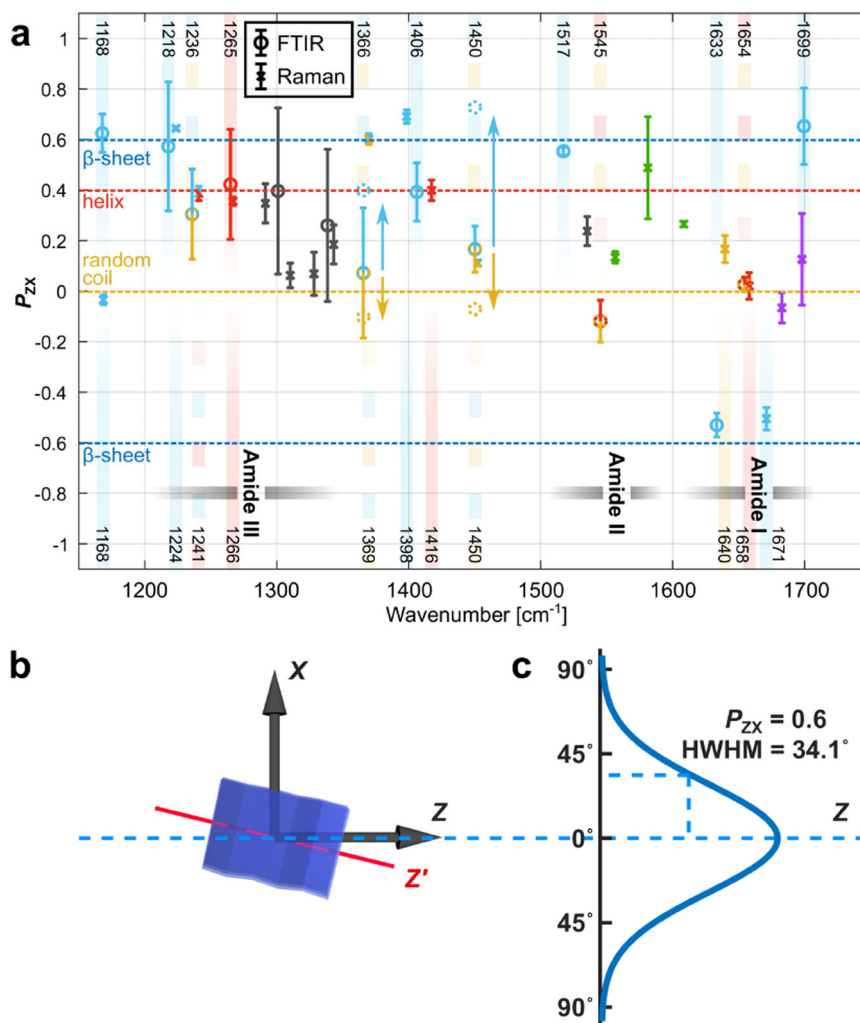 a
1168 1218 1236 1265 1366 1406 1450 1517 1545 1633 1654 1699
FTIR
Raman
1
0.8
0.6
0.4
0.2
0
-0.2
-0.4
-0.6
-0.8
-1
P_ZX
β-sheet
helix
random
coil
β-sheet
Amide III
Amide II
Amide I
1168 1224 1241 1266 1369 1398 1416 1450 1640 1658 1671
1200 1300 1400 1500 1600 1700
Wavenumber [cm⁻¹]
b
X
Z
Z'
c
90°
45°
0°
45°
90°
P_ZX = 0.6
HWHM = 34.1°
Z